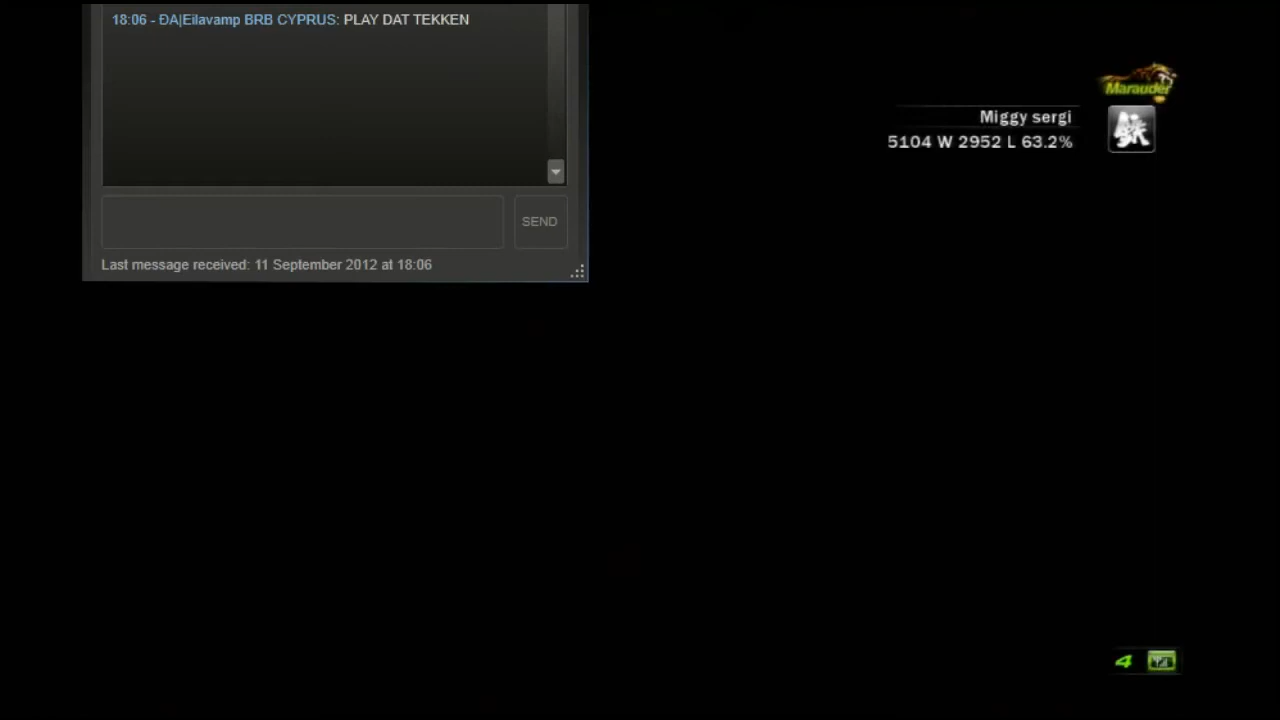 18:06 - ÐA|Eilavamp BRB CYPRUS: PLAY DAT TEKKEN
SEND
Last message received: 11 September 2012 at 18:06
Marauder
Miggy sergi
5104 W 2952 L 63.2%
鉄
4